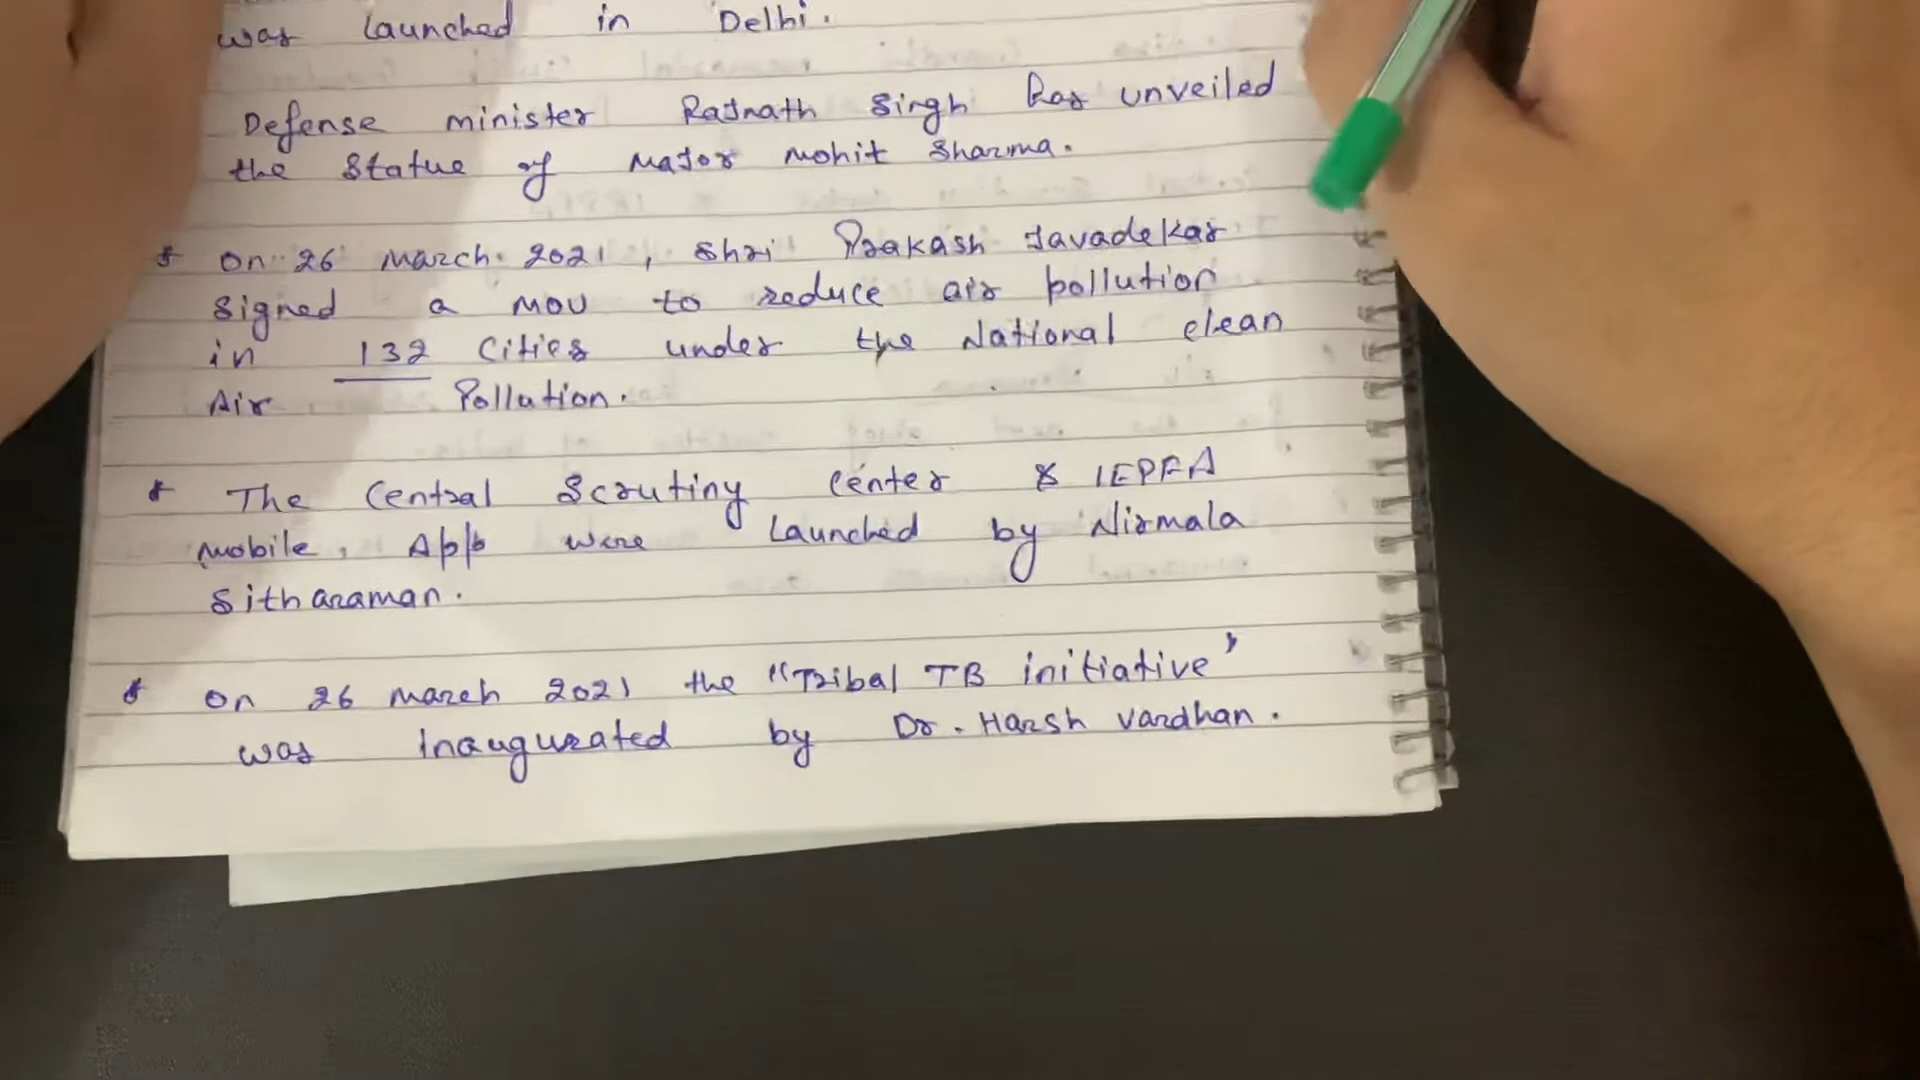 was launched in Delhi.
Defense minister Rajnath Singh has unveiled
the Statue of Major Mohit Sharma.
* On 26 March 2021, Shri Prakash Javadekar
signed a MOU to reduce air pollution
in 132 Cities under the National clean
Air Pollution.
* The Central Scrutiny Center & IEPFA
Mobile App were Launched by Nirmala
Sitharaman.
* On 26 march 2021 the "Tribal TB initiative"
was inaugurated by Dr. Harsh Vardhan.